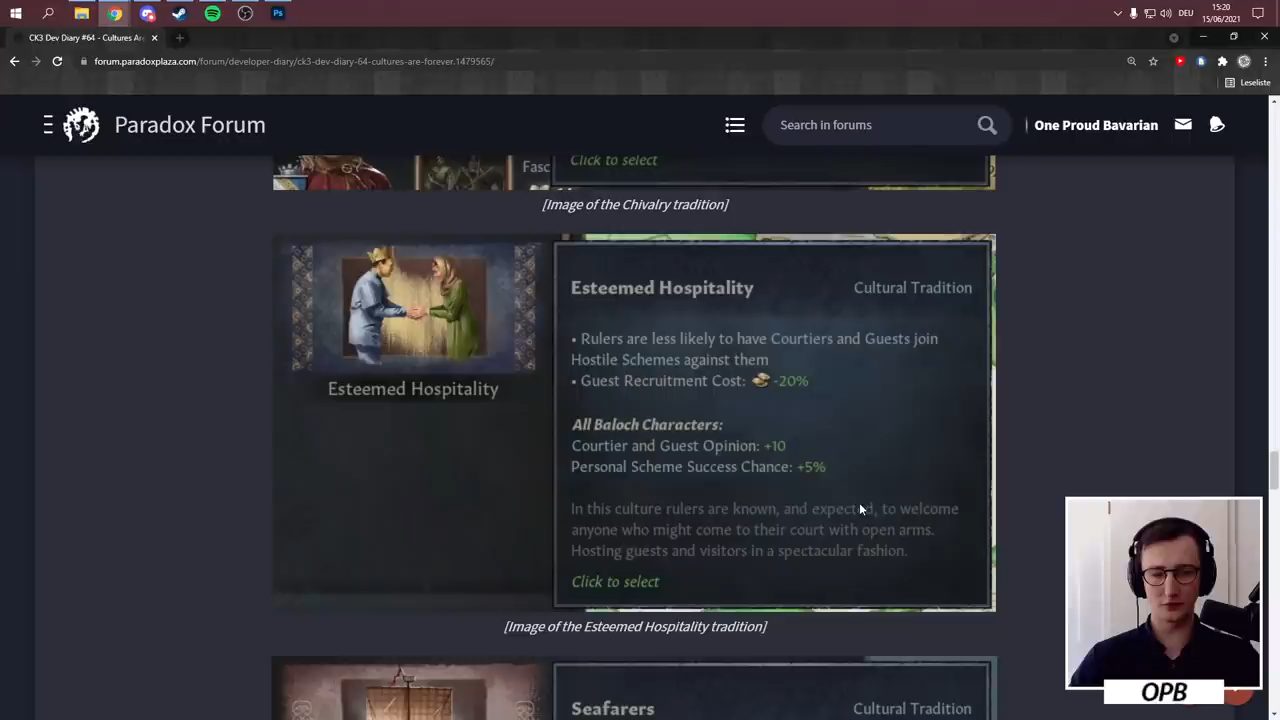 15:20
DEU
15/06/2021
Ps
CK3 Dev Diary #64 - Cultures Are
forum.paradoxplaza.com/forum/developer-diary/ck3-dev-diary-64-cultures-are-forever.1479565/
Leseliste
Paradox Forum
Search in forums
One Proud Bavarian
Fasc
Click to select
[Image of the Chivalry tradition]
Esteemed Hospitality
Esteemed Hospitality Cultural Tradition
• Rulers are less likely to have Courtiers and Guests join
Hostile Schemes against them
• Guest Recruitment Cost: -20%
All Baloch Characters:
Courtier and Guest Opinion: +10
Personal Scheme Success Chance: +5%
In this culture rulers are known, and expected, to welcome
anyone who might come to their court with open arms.
Hosting guests and visitors in a spectacular fashion.
Click to select
[Image of the Esteemed Hospitality tradition]
Seafarers Cultural Tradition
OPB